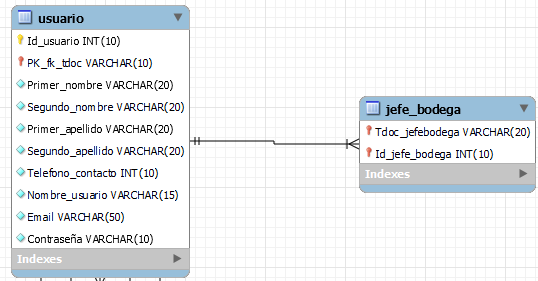 usuario
Id_usuario INT(10)
PK_fk_tdoc VARCHAR(10)
Primer_nombre VARCHAR(20)
Segundo_nombre VARCHAR(20)
Primer_apellido VARCHAR(20)
Segundo_apellido VARCHAR(20)
Telefono_contacto INT(10)
Nombre_usuario VARCHAR(15)
Email VARCHAR(50)
Contraseña VARCHAR(10)
Indexes
jefe_bodega
Tdoc_jefebodega VARCHAR(20)
Id_jefe_bodega INT(10)
Indexes